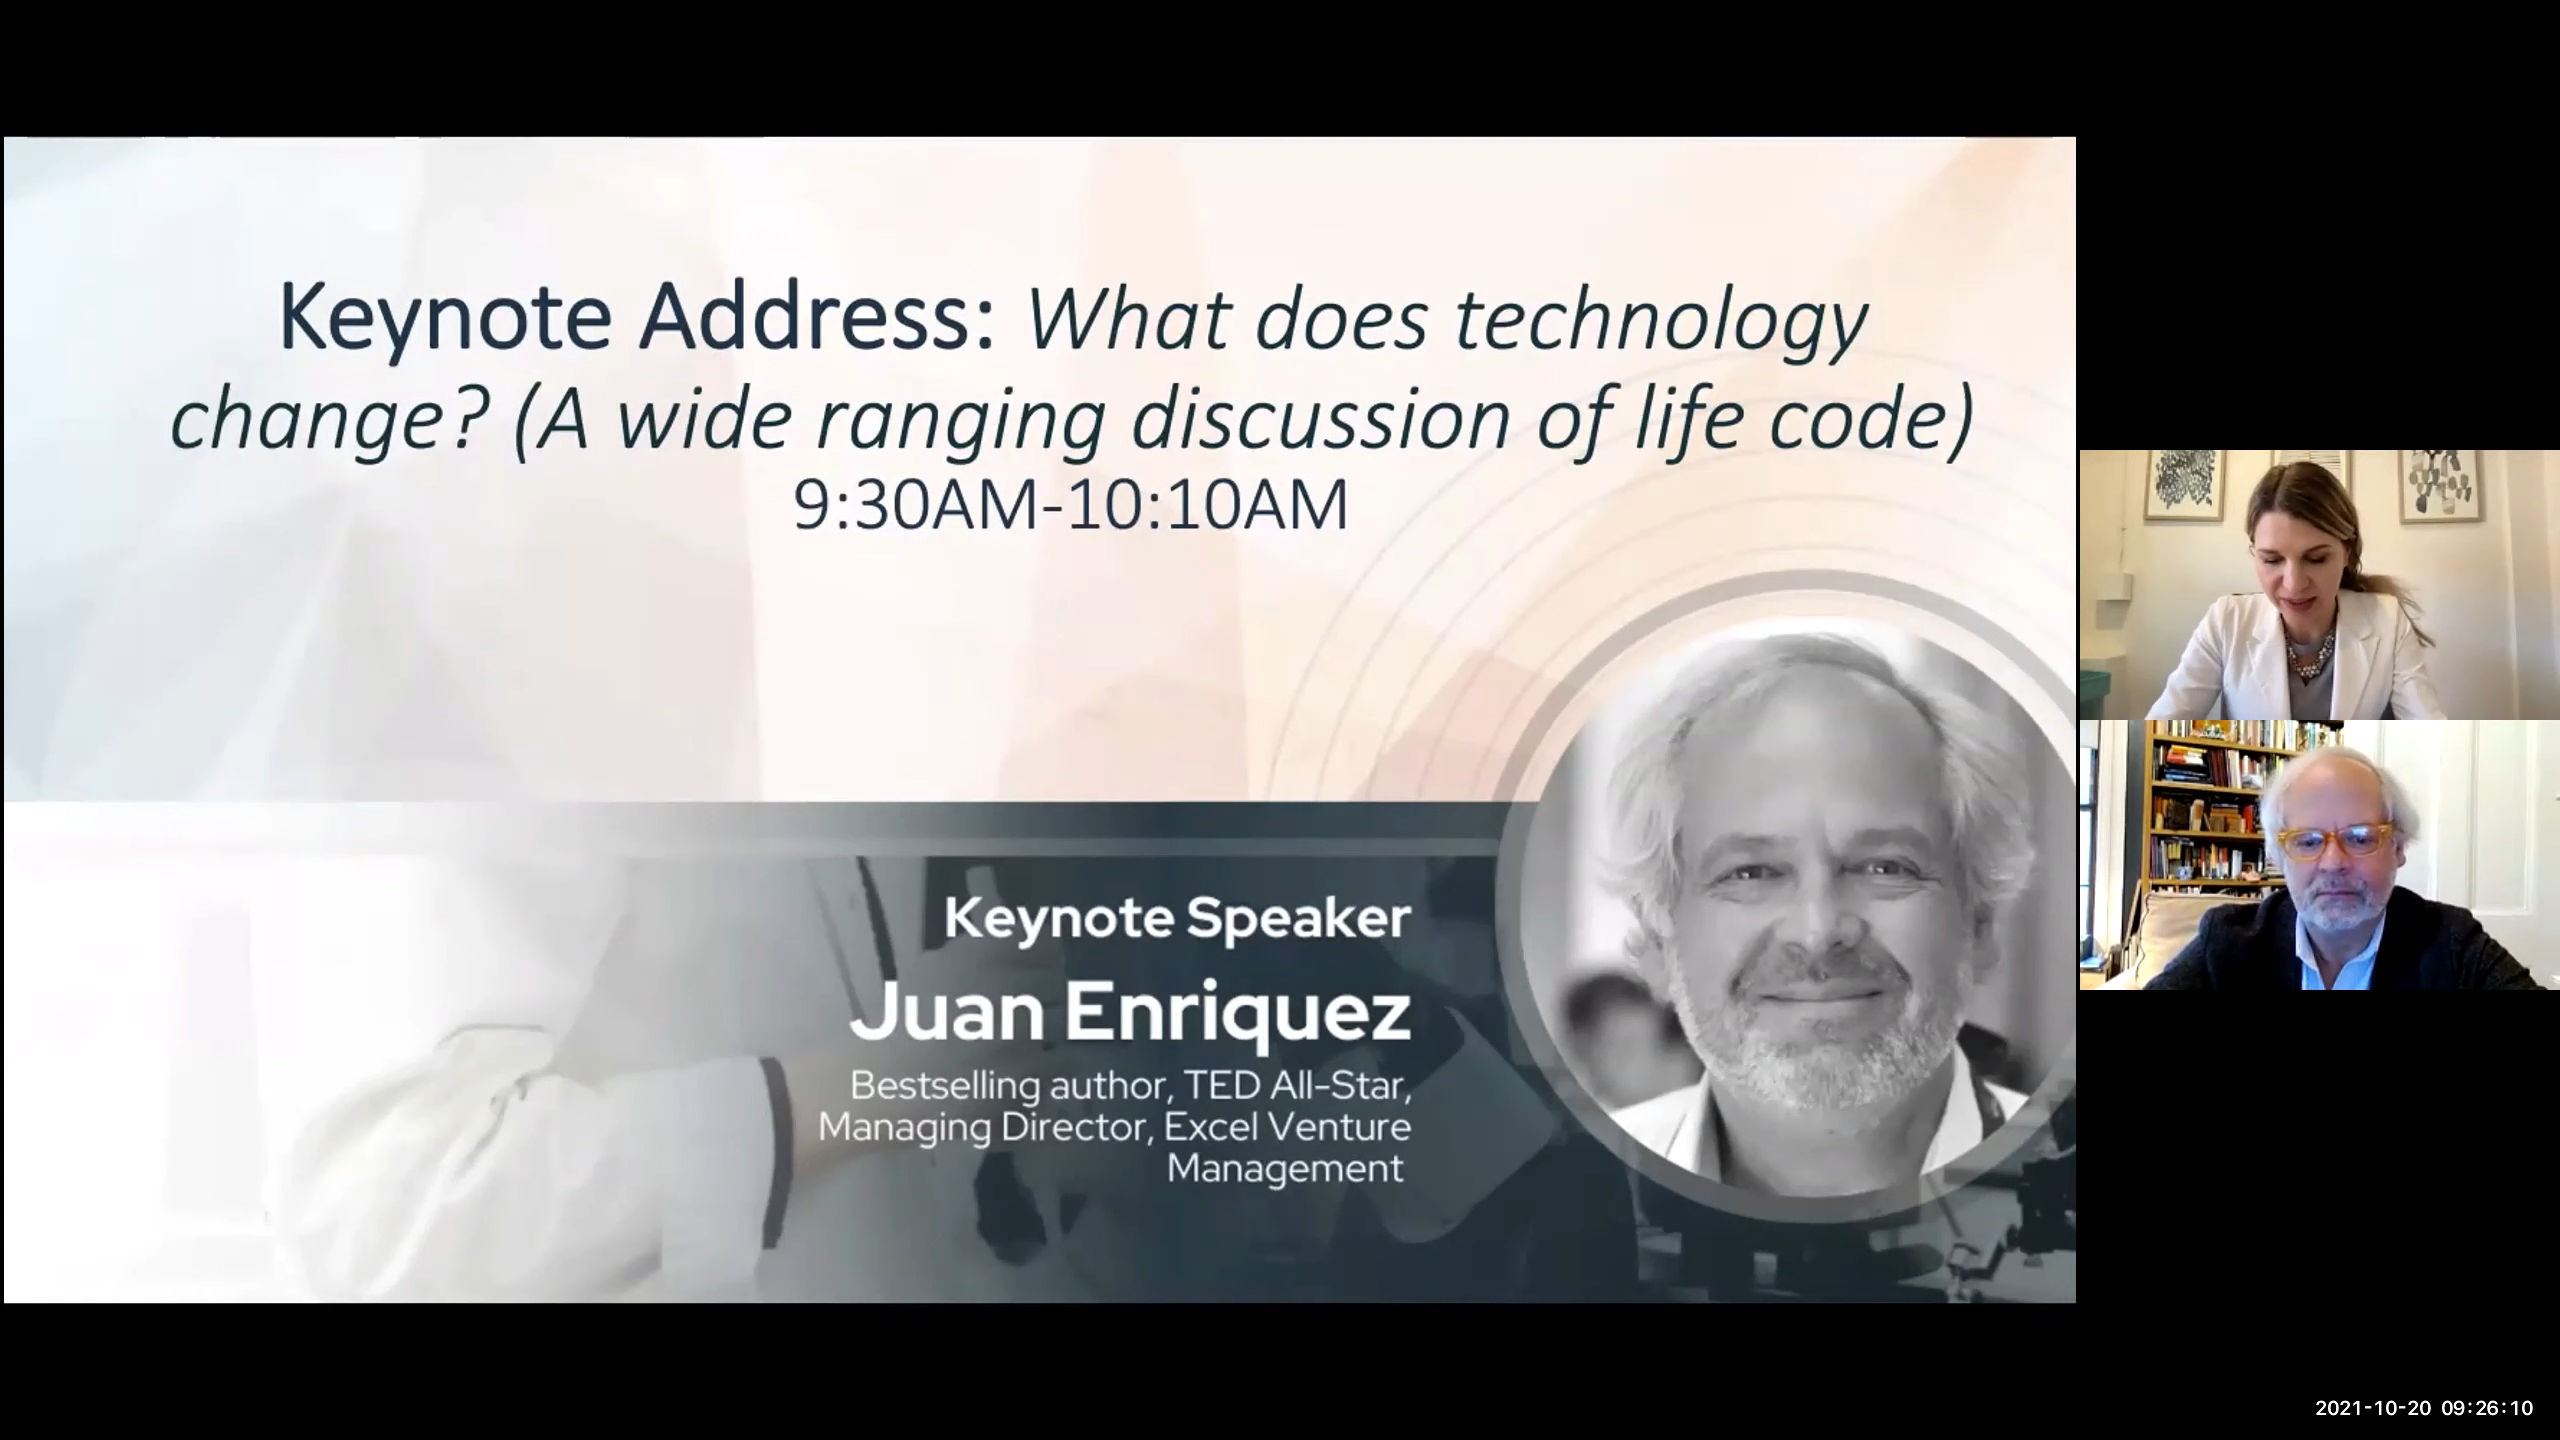 Keynote Address: What does technology
change? (A wide ranging discussion of life code)
9:30AM-10:10AM
Keynote Speaker
Juan Enriquez
Bestselling author, TED All-Star,
Managing Director, Excel Venture
Management
2021-10-20 09:26:10